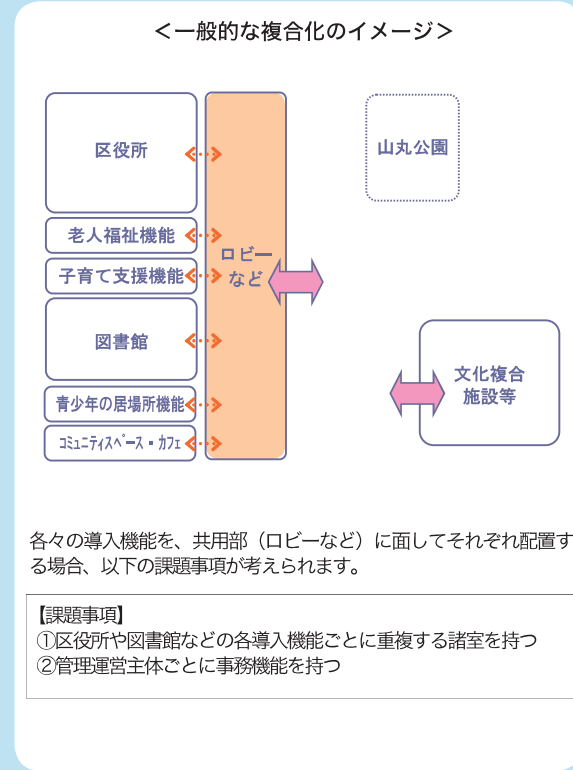 ＜一般的な複合化のイメージ＞
区役所
老人福祉機能
子育て支援機能
図書館
青少年の居場所機能
コミュニティスペース・カフェ
ロビー
など
山丸公園
文化複合
施設等
各々の導入機能を、共用部（ロビーなど）に面してそれぞれ配置す
る場合、以下の課題事項が考えられます。
【課題事項】
①区役所や図書館などの各導入機能ごとに重複する諸室を持つ
②管理運営主体ごとに事務機能を持つ